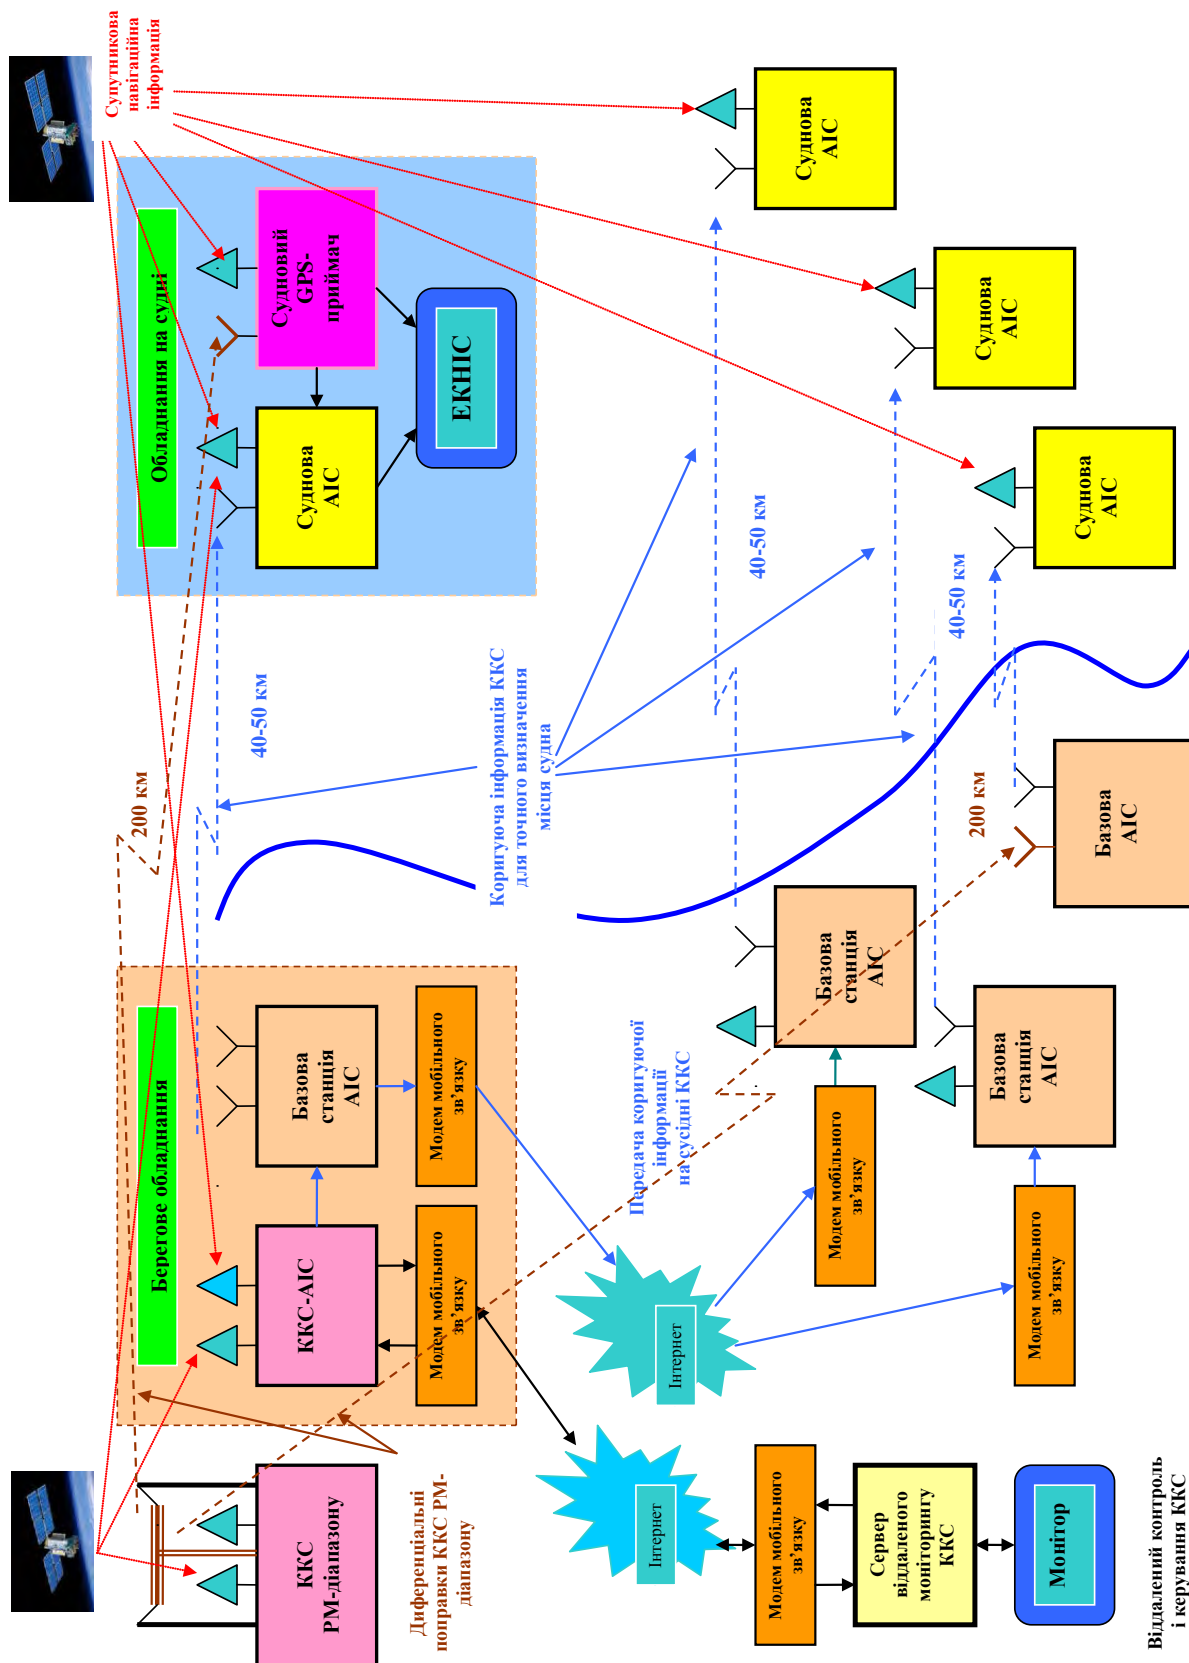 Супутникова
навігаційна
інформація
Обладнання на судні
Судновий
GPS-
приймач
Суднова
АІС
ЕКНІС
Суднова
АІС
Суднова
АІС
Суднова
АІС
40-50 км
40-50 км
40-50 км
200 км
200 км
Коригуюча інформація ККС
для точного визначення
місця судна
Берегове обладнання
Базова
станція
АІС
Модем мобільного
зв’язку
ККС-АІС
Модем мобільного
зв’язку
Передача коригуючої
інформації
на сусідні ККС
Базова
станція
АІС
Базова
станція
АІС
Базова
АІС
Модем мобільного
зв’язку
Модем мобільного
зв’язку
Інтернет
Інтернет
ККС
РМ-діапазону
Диференціальні
поправки ККС РМ-
діапазону
Модем мобільного
зв’язку
Сервер
віддаленого
моніторингу
ККС
Монітор
Віддалений контроль
і керування ККС